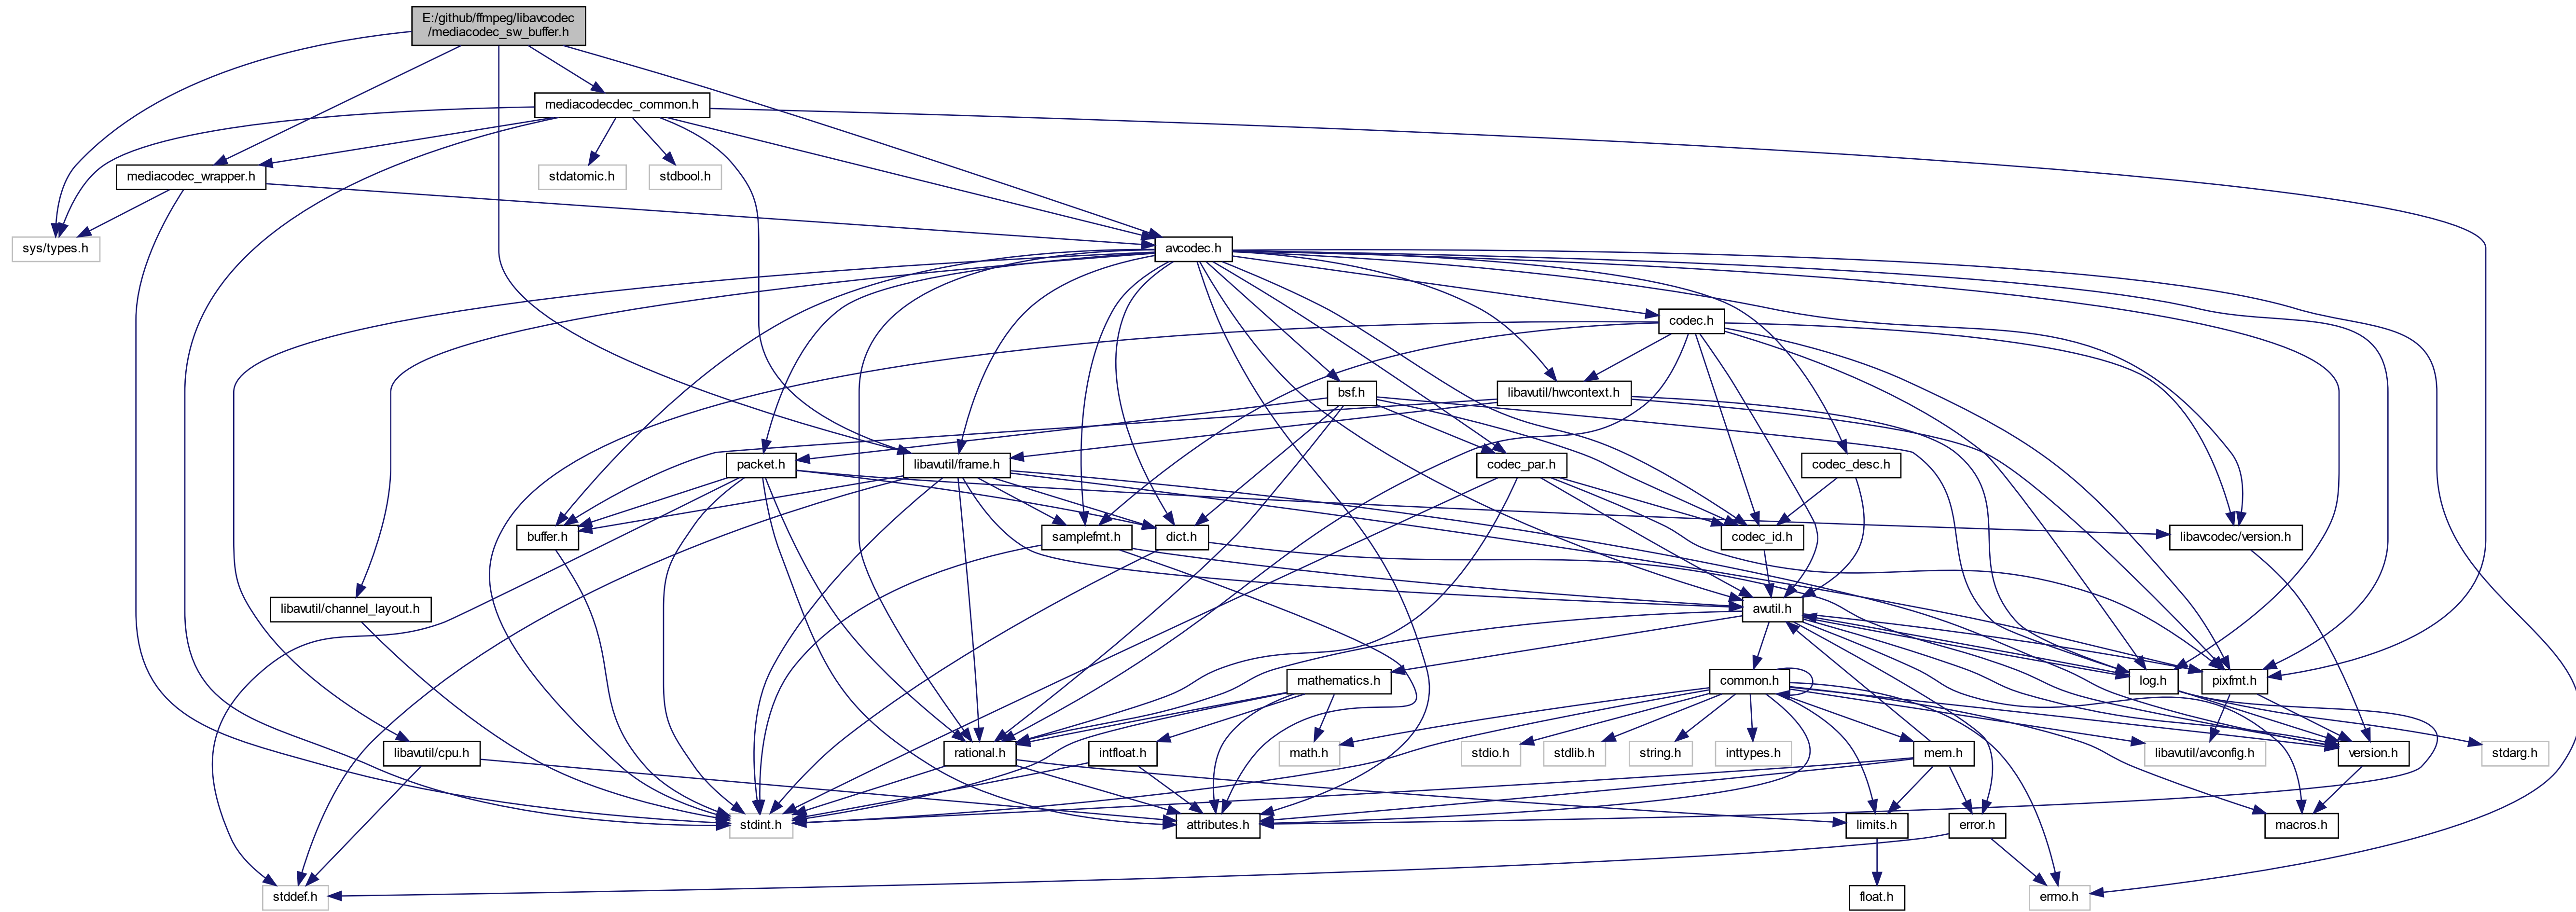 E:/github/ffmpeg/libavcodec
/mediacodec_sw_buffer.h
mediacodecdec_common.h
mediacodec_wrapper.h
stdatomic.h
stdbool.h
sys/types.h
avcodec.h
codec.h
bsf.h
libavutil/hwcontext.h
packet.h
libavutil/frame.h
codec_par.h
codec_desc.h
buffer.h
samplefmt.h
dict.h
codec_id.h
libavcodec/version.h
libavutil/channel_layout.h
avutil.h
mathematics.h
common.h
log.h
pixfmt.h
libavutil/cpu.h
rational.h
intfloat.h
math.h
stdio.h
stdlib.h
string.h
inttypes.h
mem.h
libavutil/avconfig.h
version.h
stdarg.h
stdint.h
attributes.h
limits.h
error.h
macros.h
stddef.h
float.h
errno.h